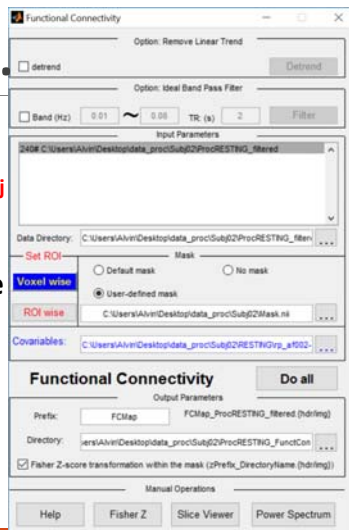 Functional Connectivity
Option: Remove Linear Trend
detrend
Detrend
Option: Ideal Band Pass Filter
Band (Hz) 0.01 ~ 0.08 TR: (s) 2 Filter
Input Parameters
240# C:\Users\Alvin\Desktop\data_proc\Subj02\ProcRESTING_filtered
j
Data Directory: C:\Users\Alvin\Desktop\data_proc\Subj02\ProcRESTING_filter ...
Set ROI Mask
Voxel wise Default mask No mask
e
User-defined mask
ROI wise C:\Users\Alvin\Desktop\data_proc\Subj02\Mask.nii ...
Covariables: C:\Users\Alvin\Desktop\data_proc\Subj02\RESTING\rp_af002- ...
Functional Connectivity Do all
Output Parameters
Prefix: FCMap FCMap_ProcRESTING_filtered.{hdr/img}
Directory: ers\Alvin\Desktop\data_proc\Subj02\ProcRESTING_FunctCon ...
Fisher Z-score transformation within the mask (zPrefix_DirectoryName.{hdr/img})
Manual Operations
Help Fisher Z Slice Viewer Power Spectrum